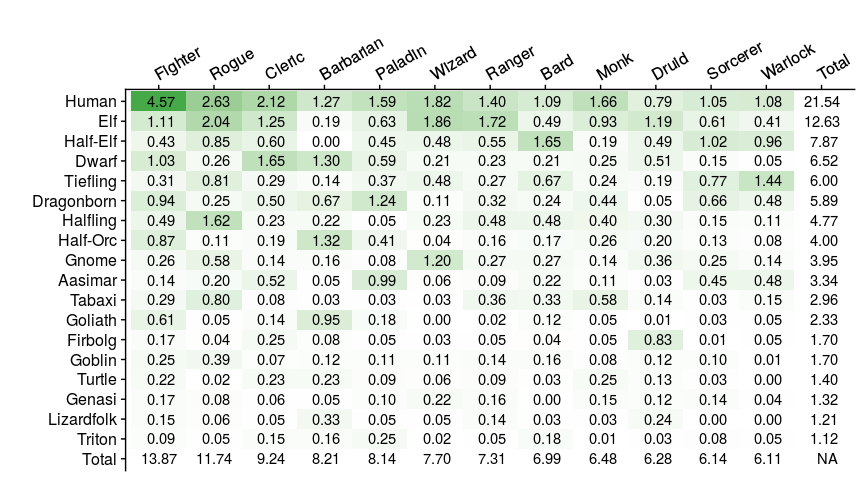 Fighter Rogue Cleric Barbarian Paladin Wizard Ranger Bard Monk Druid Sorcerer Warlock Total
Human 4.57 2.63 2.12 1.27 1.59 1.82 1.40 1.09 1.66 0.79 1.05 1.08 21.54
Elf 1.11 2.04 1.25 0.19 0.63 1.86 1.72 0.49 0.93 1.19 0.61 0.41 12.63
Half-Elf 0.43 0.85 0.60 0.00 0.45 0.48 0.55 1.65 0.19 0.49 1.02 0.96 7.87
Dwarf 1.03 0.26 1.65 1.30 0.59 0.21 0.23 0.21 0.25 0.51 0.15 0.05 6.52
Tiefling 0.31 0.81 0.29 0.14 0.37 0.48 0.27 0.67 0.24 0.19 0.77 1.44 6.00
Dragonborn 0.94 0.25 0.50 0.67 1.24 0.11 0.32 0.24 0.44 0.05 0.66 0.48 5.89
Halfling 0.49 1.62 0.23 0.22 0.05 0.23 0.48 0.48 0.40 0.30 0.15 0.11 4.77
Half-Orc 0.87 0.11 0.19 1.32 0.41 0.04 0.16 0.17 0.26 0.20 0.13 0.08 4.00
Gnome 0.26 0.58 0.14 0.16 0.08 1.20 0.27 0.27 0.14 0.36 0.25 0.14 3.95
Aasimar 0.14 0.20 0.52 0.05 0.99 0.06 0.09 0.22 0.11 0.03 0.45 0.48 3.34
Tabaxi 0.29 0.80 0.08 0.03 0.03 0.03 0.36 0.33 0.58 0.14 0.03 0.15 2.96
Goliath 0.61 0.05 0.14 0.95 0.18 0.00 0.02 0.12 0.05 0.01 0.03 0.05 2.33
Firbolg 0.17 0.04 0.25 0.08 0.05 0.03 0.05 0.04 0.05 0.83 0.01 0.05 1.70
Goblin 0.25 0.39 0.07 0.12 0.11 0.11 0.14 0.16 0.08 0.12 0.10 0.01 1.70
Turtle 0.22 0.02 0.23 0.23 0.09 0.06 0.09 0.03 0.25 0.13 0.03 0.00 1.40
Genasi 0.17 0.08 0.06 0.05 0.10 0.22 0.16 0.00 0.15 0.12 0.14 0.04 1.32
Lizardfolk 0.15 0.06 0.05 0.33 0.05 0.05 0.14 0.03 0.03 0.24 0.00 0.00 1.21
Triton 0.09 0.05 0.15 0.16 0.25 0.02 0.05 0.18 0.01 0.03 0.08 0.05 1.12
Total 13.87 11.74 9.24 8.21 8.14 7.70 7.31 6.99 6.48 6.28 6.14 6.11 NA